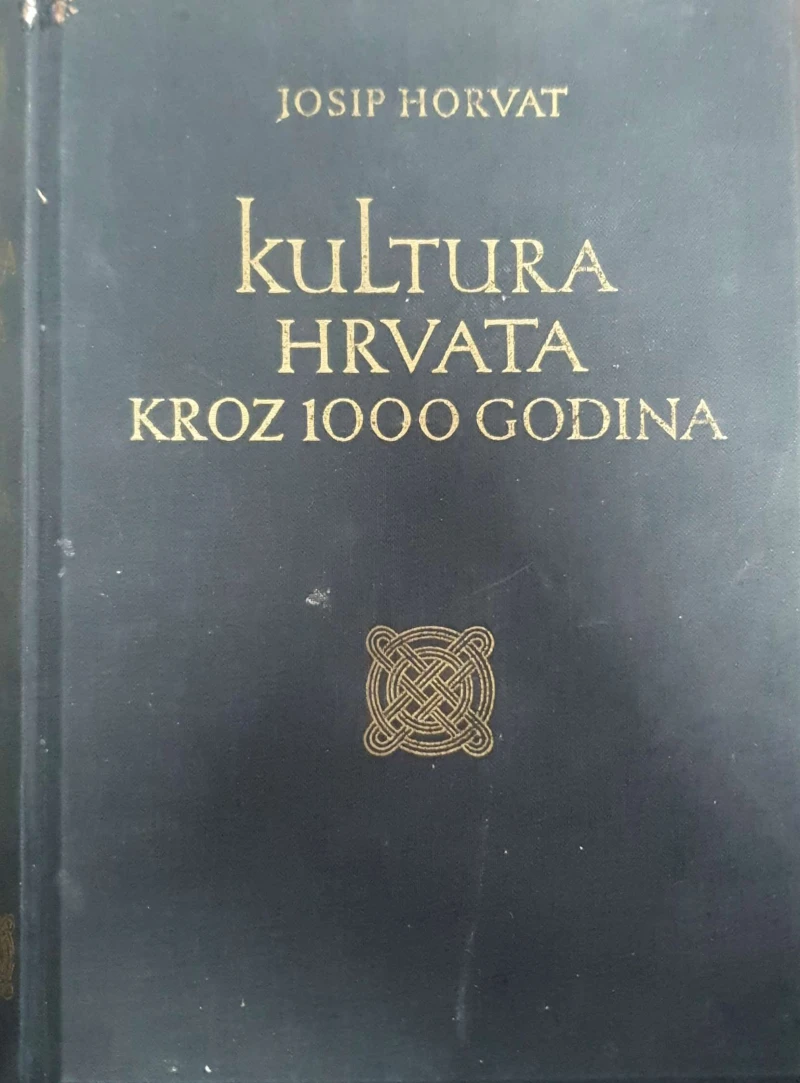 JOSIP HORVAT
kuLTURA
HRVATA
KROZ 1000 GODINA